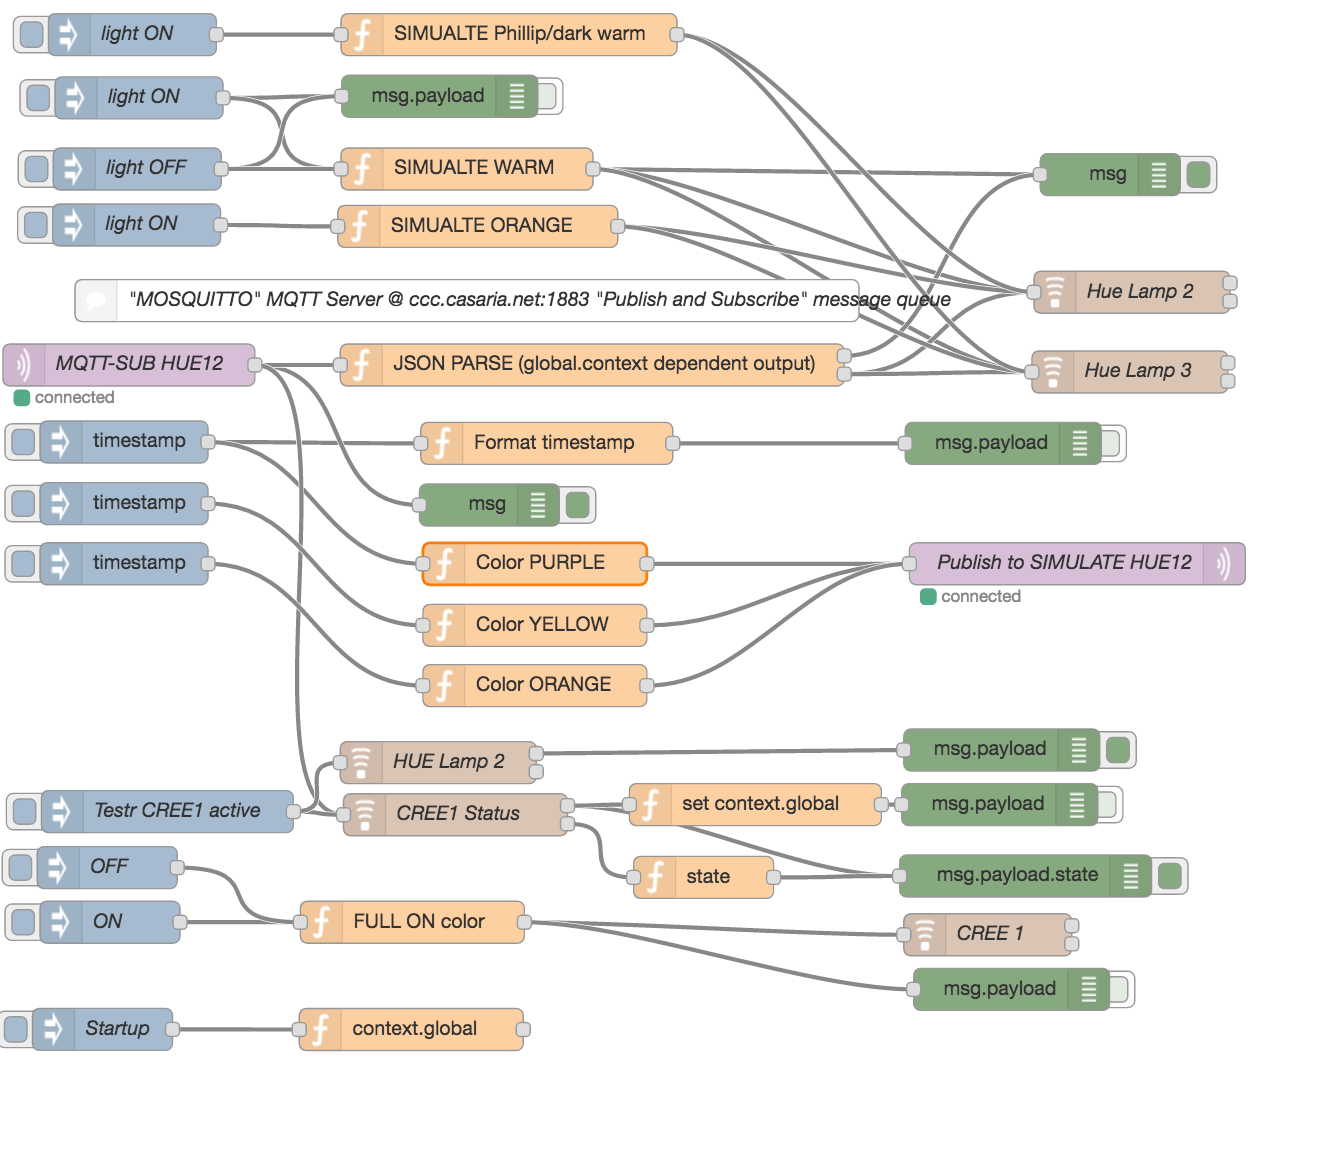 light ON
SIMUALTE Phillip/dark warm
light ON
msg.payload
light OFF
SIMUALTE WARM
msg
light ON
SIMUALTE ORANGE
Hue Lamp 2
"MOSQUITTO" MQTT Server @ ccc.casaria.net:1883 "Publish and Subscribe" message queue
MQTT-SUB HUE12
JSON PARSE (global.context dependent output)
Hue Lamp 3
connected
timestamp
Format timestamp
msg.payload
timestamp
msg
timestamp
Color PURPLE
Publish to SIMULATE HUE12
connected
Color YELLOW
Color ORANGE
HUE Lamp 2
msg.payload
Testr CREE1 active
CREE1 Status
set context.global
msg.payload
OFF
state
msg.payload.state
ON
FULL ON color
CREE 1
msg.payload
Startup
context.global